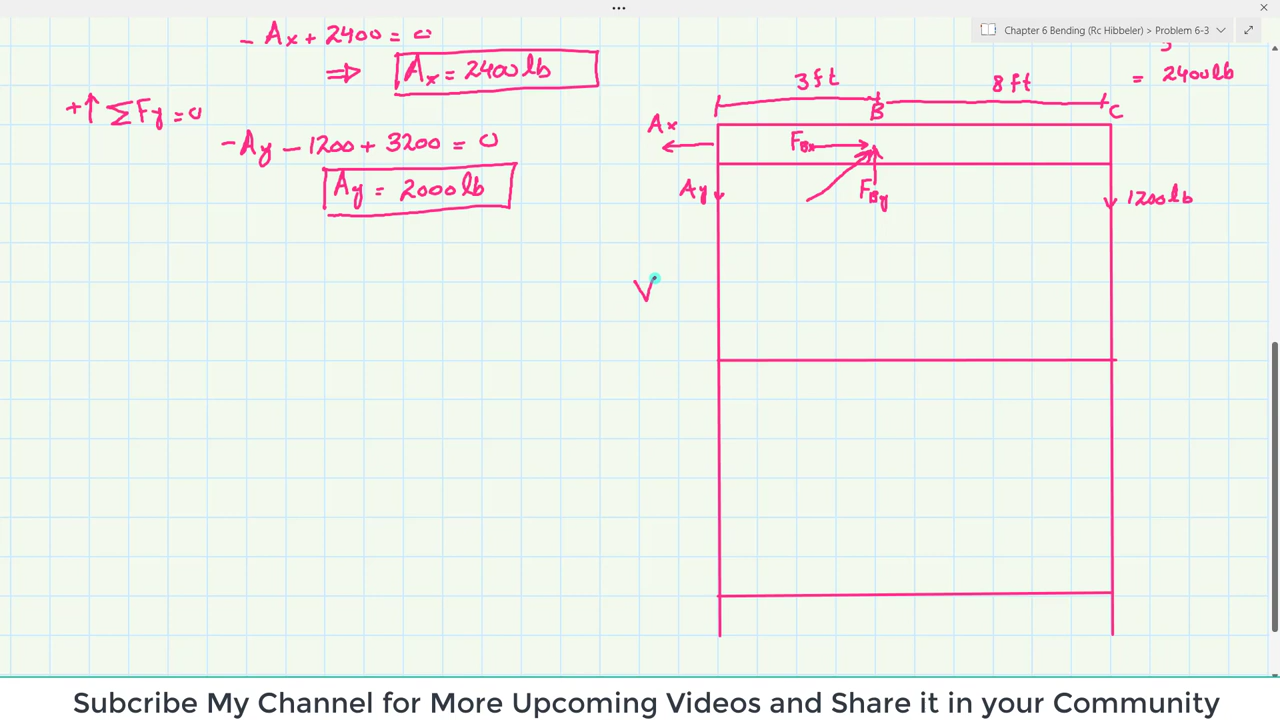 Chapter 6 Bending (Rc Hibbeler) > Problem 6-3
- Ax + 2400 = 0
⇒ Ax = 2400 lb
+↑ ΣFy = 0
- Ay - 1200 + 3200 = 0
Ay = 2000 lb
= 2400 lb
3 ft
8 ft
B
C
Ax
FBx
Ay
FBy
1200 lb
V
Subcribe My Channel for More Upcoming Videos and Share it in your Community